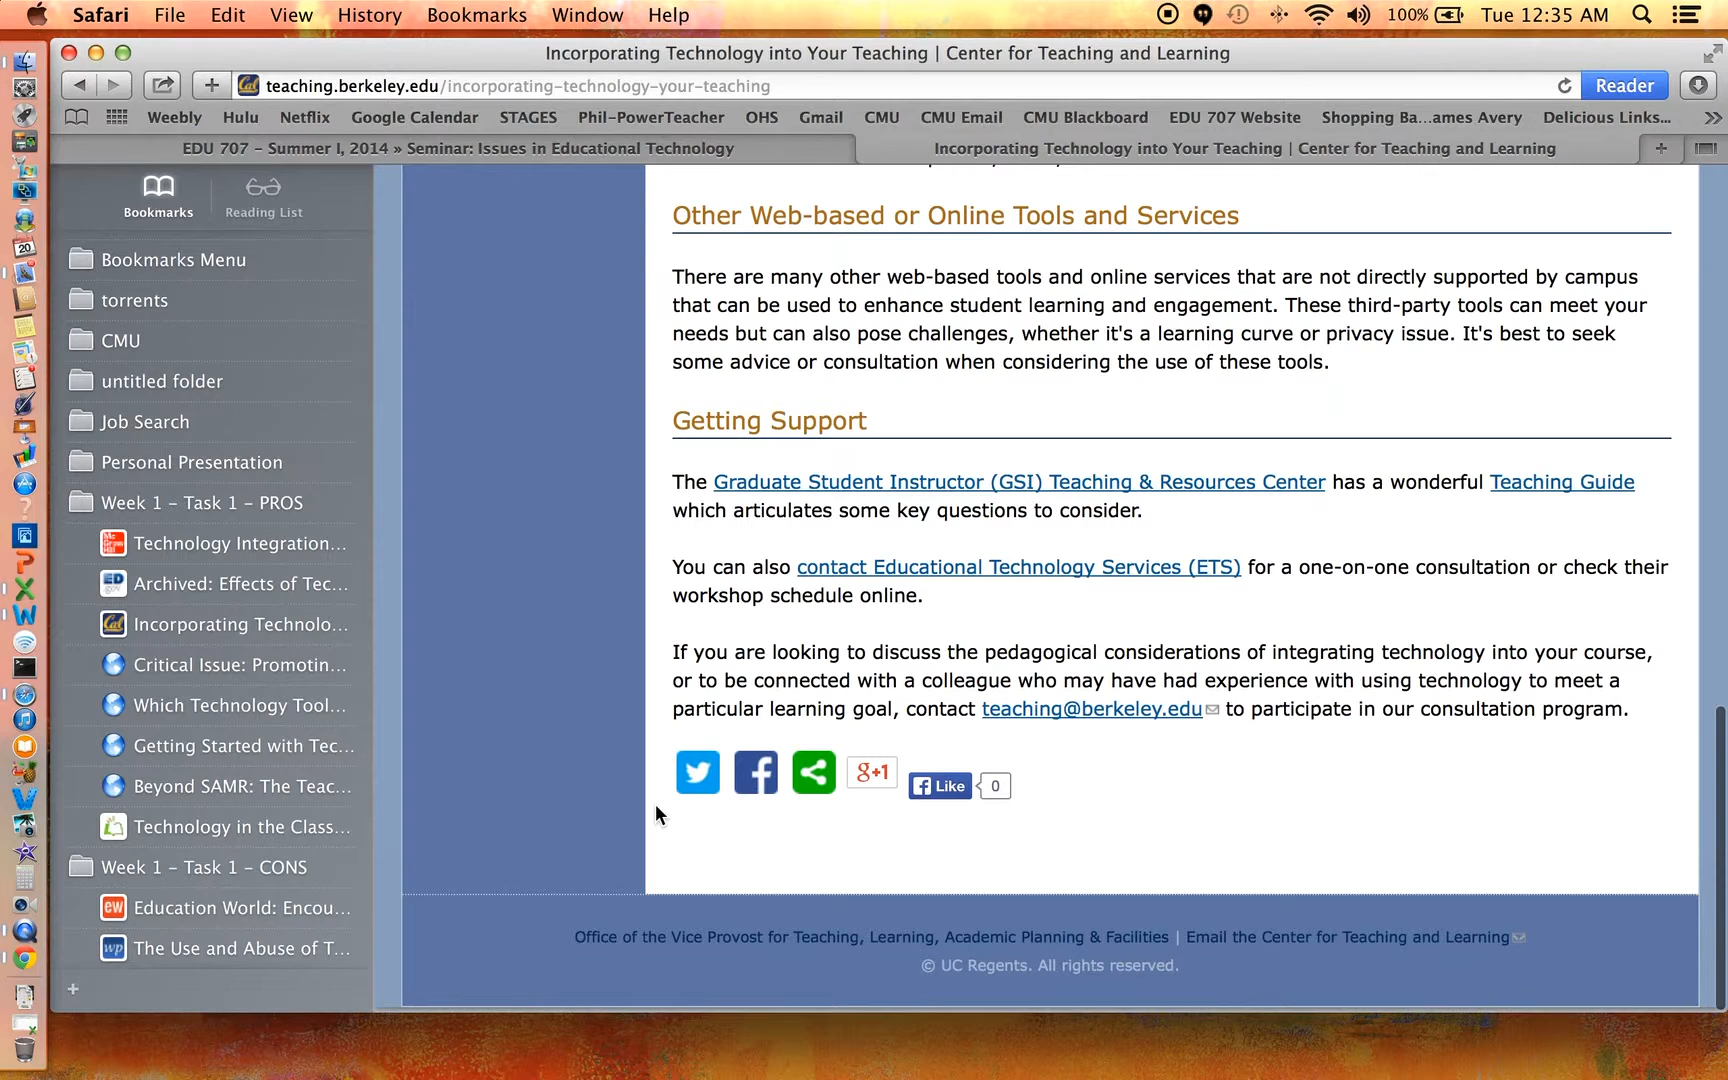 Safari File Edit View History Bookmarks Window Help 100% Tue 12:35 AM
Incorporating Technology into Your Teaching | Center for Teaching and Learning
teaching.berkeley.edu/incorporating-technology-your-teaching Reader
Weebly Hulu Netflix Google Calendar STAGES Phil-PowerTeacher OHS Gmail CMU CMU Email CMU Blackboard EDU 707 Website Shopping Ba...ames Avery Delicious Links...
EDU 707 – Summer I, 2014 » Seminar: Issues in Educational Technology
Incorporating Technology into Your Teaching | Center for Teaching and Learning
Bookmarks Reading List
Bookmarks Menu
torrents
CMU
untitled folder
Job Search
Personal Presentation
Week 1 – Task 1 – PROS
Technology Integration...
Archived: Effects of Tec...
Incorporating Technolo...
Critical Issue: Promotin...
Which Technology Tool...
Getting Started with Tec...
Beyond SAMR: The Teac...
Technology in the Class...
Week 1 – Task 1 – CONS
Education World: Encou...
The Use and Abuse of T...
Other Web-based or Online Tools and Services
There are many other web-based tools and online services that are not directly supported by campus
that can be used to enhance student learning and engagement. These third-party tools can meet your
needs but can also pose challenges, whether it's a learning curve or privacy issue. It's best to seek
some advice or consultation when considering the use of these tools.
Getting Support
The Graduate Student Instructor (GSI) Teaching & Resources Center has a wonderful Teaching Guide
which articulates some key questions to consider.
You can also contact Educational Technology Services (ETS) for a one-on-one consultation or check their
workshop schedule online.
If you are looking to discuss the pedagogical considerations of integrating technology into your course,
or to be connected with a colleague who may have had experience with using technology to meet a
particular learning goal, contact teaching@berkeley.edu to participate in our consultation program.
g+1 Like 0
Office of the Vice Provost for Teaching, Learning, Academic Planning & Facilities | Email the Center for Teaching and Learning
© UC Regents. All rights reserved.